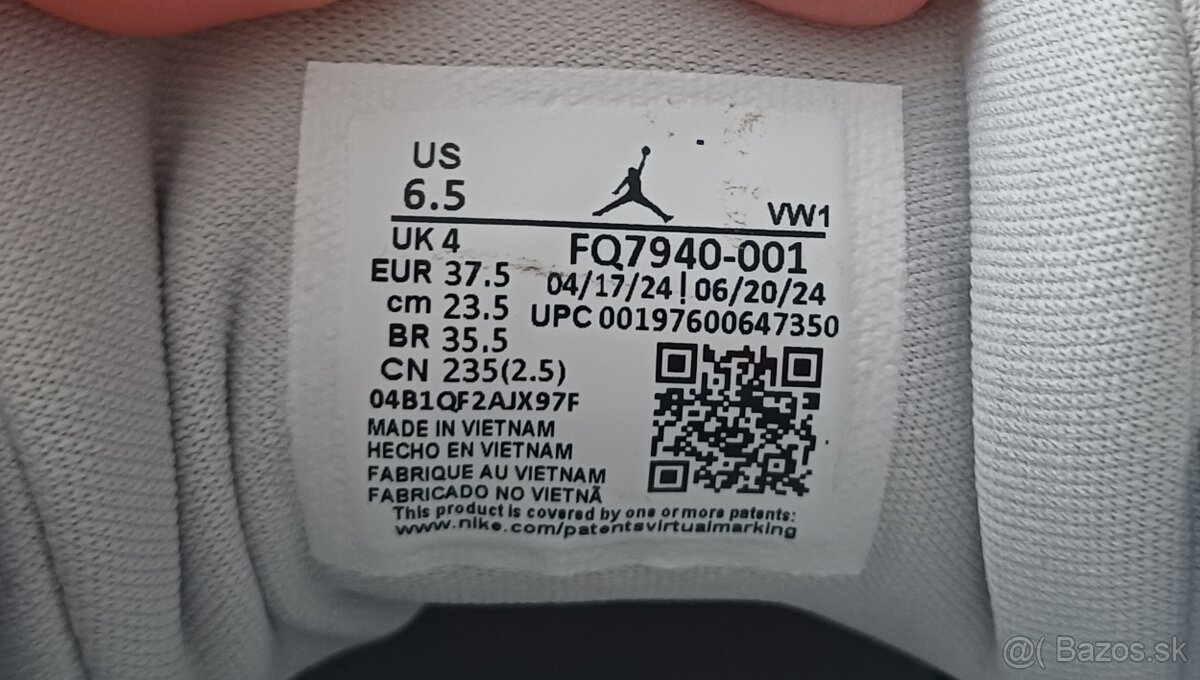 US
6.5
VW1
UK 4
FQ7940-001
EUR 37.5
04/17/24 | 06/20/24
cm 23.5
UPC 00197600647350
BR 35.5
CN 235(2.5)
04B1QF2AJX97F
MADE IN VIETNAM
HECHO EN VIETNAM
FABRIQUE AU VIETNAM
FABRICADO NO VIETNÃ
This product is covered by one or more patents:
www.nike.com/patentsvirtualmarking
@( Bazos.sk